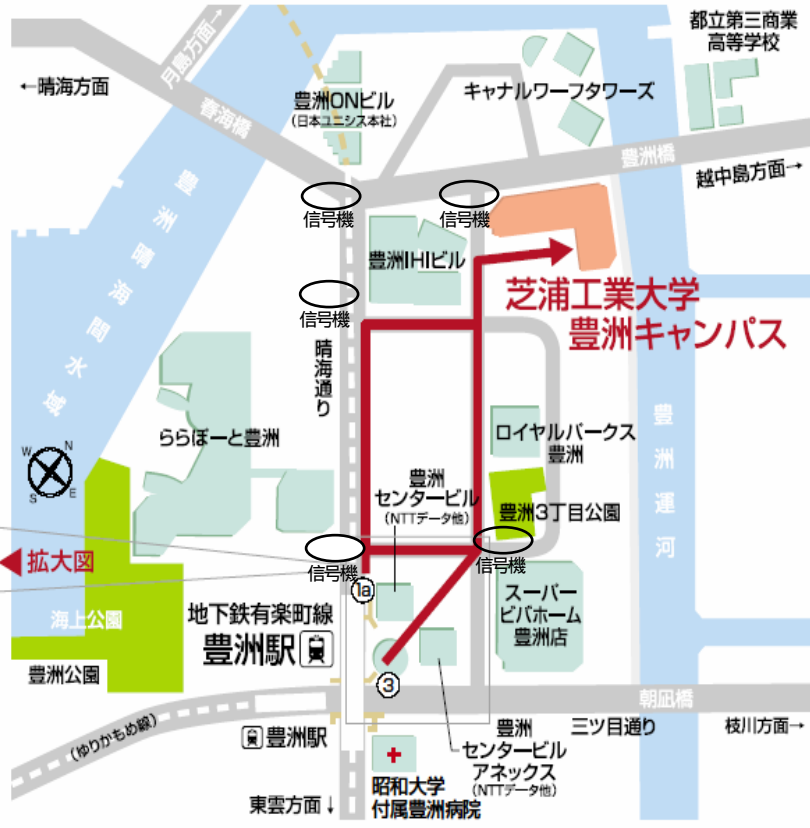 都立第三商業
高等学校
月島方面→
←晴海方面
キャナルワーフタワーズ
豊洲ONビル
(日本ユニシス本社)
春海橋
豊洲橋
越中島方面→
豊洲晴海間水域
信号機
信号機
豊洲IHIビル
芝浦工業大学
豊洲キャンパス
信号機
晴海通り
豊洲運河
ららぽーと豊洲
ロイヤルパークス
豊洲
N
W
E
S
豊洲
センタービル
(NTTデータ他)
豊洲3丁目公園
◀拡大図
信号機
信号機
1a
スーパー
ビバホーム
豊洲店
海上公園
地下鉄有楽町線
豊洲駅
豊洲公園
3
朝凪橋
(ゆりかもめ線)
豊洲駅
豊洲
センタービル
アネックス
(NTTデータ他)
三ツ目通り
枝川方面→
昭和大学
付属豊洲病院
東雲方面↓